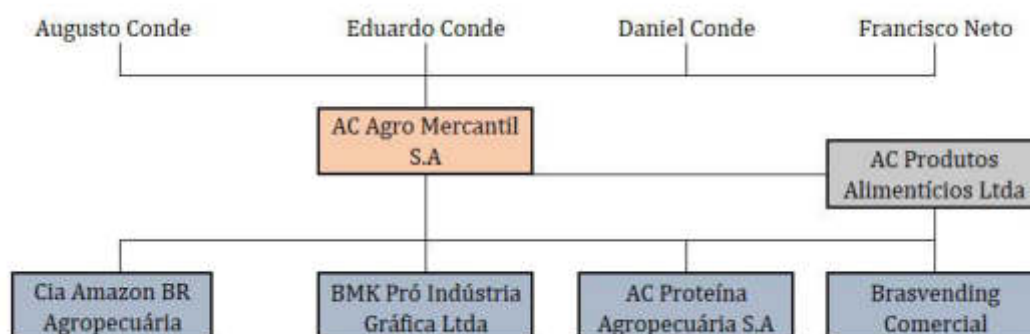 Augusto Conde
Eduardo Conde
Daniel Conde
Francisco Neto
AC Agro Mercantil
S.A
AC Produtos
Alimentícios Ltda
Cia Amazon BR
Agropecuária
BMK Pró Indústria
Gráfica Ltda
AC Proteína
Agropecuária S.A
Brasvending
Comercial